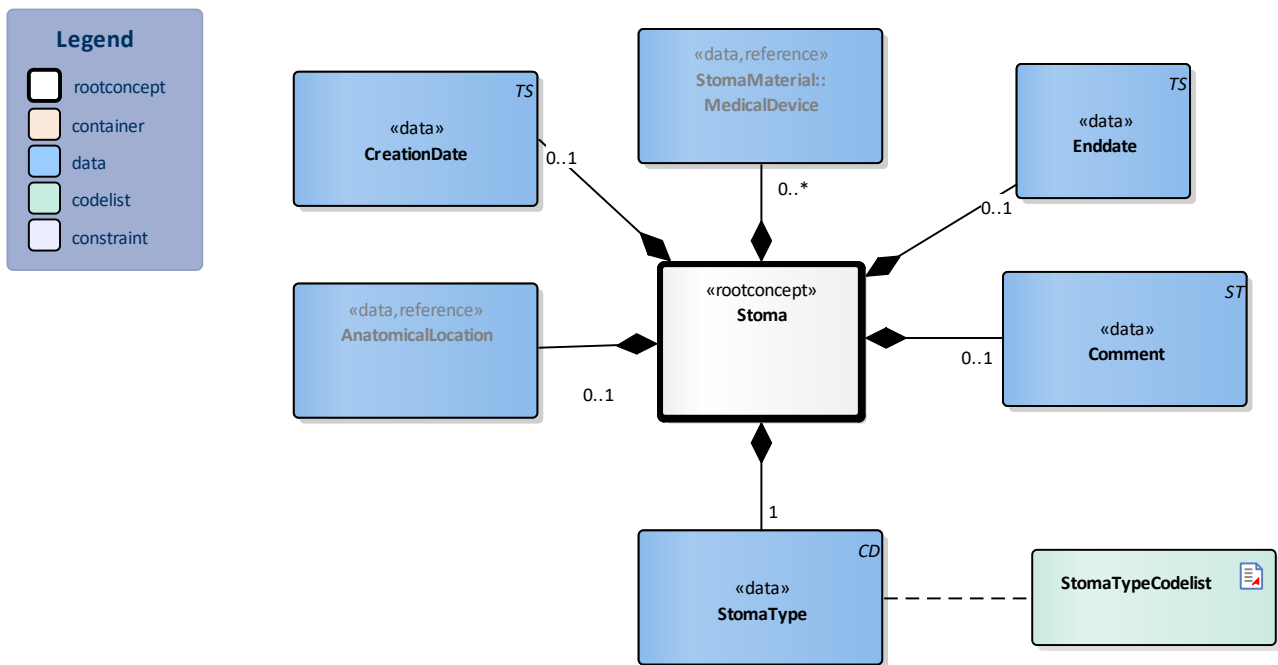 Legend
rootconcept
container
data
codelist
constraint
TS
«data»
CreationDate
0..1
«data,reference»
StomaMaterial::
MedicalDevice
0..*
TS
«data»
Enddate
0..1
«data,reference»
AnatomicalLocation
0..1
«rootconcept»
Stoma
ST
«data»
Comment
0..1
1
CD
«data»
StomaType
StomaTypeCodelist